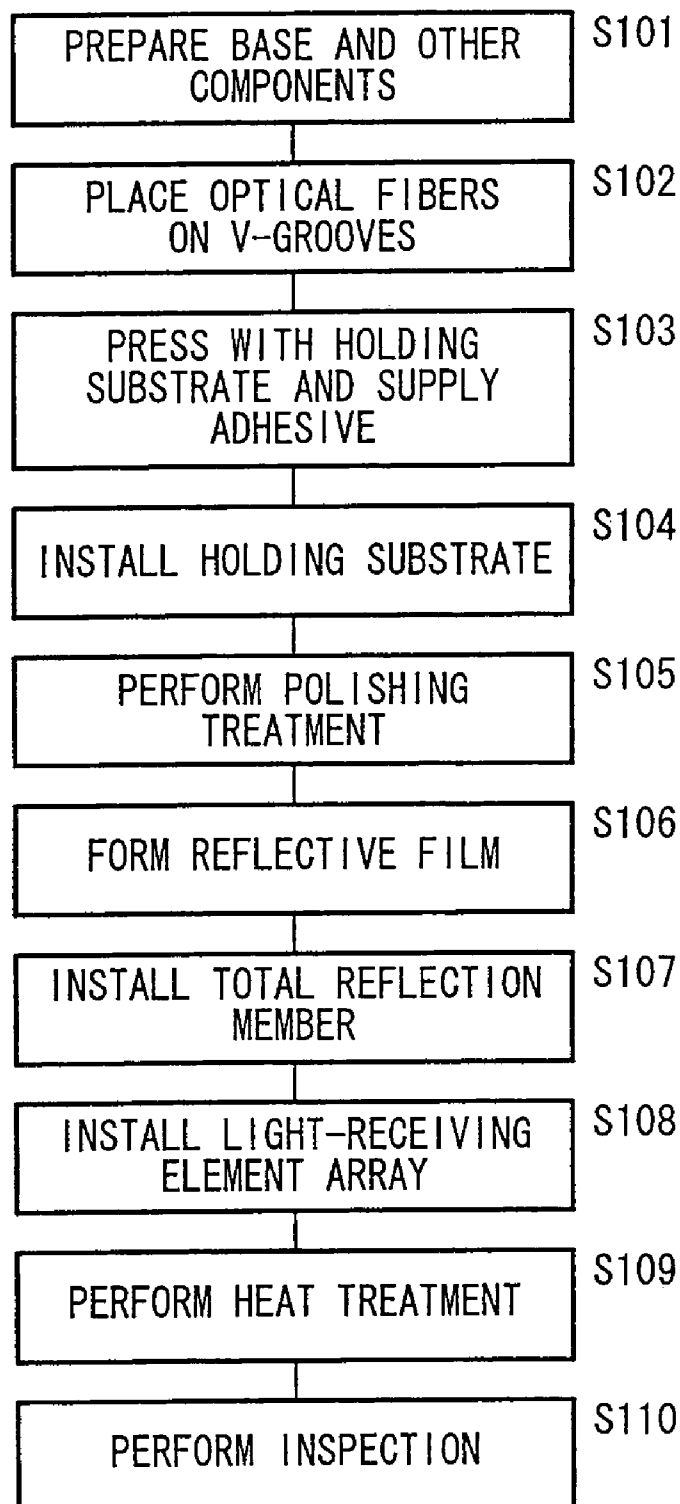 PREPARE BASE AND OTHER
COMPONENTS
S101
PLACE OPTICAL FIBERS
ON V-GROOVES
S102
PRESS WITH HOLDING
SUBSTRATE AND SUPPLY
ADHESIVE
S103
INSTALL HOLDING SUBSTRATE
S104
PERFORM POLISHING
TREATMENT
S105
FORM REFLECTIVE FILM
S106
INSTALL TOTAL REFLECTION
MEMBER
S107
INSTALL LIGHT-RECEIVING
ELEMENT ARRAY
S108
PERFORM HEAT TREATMENT
S109
PERFORM INSPECTION
S110